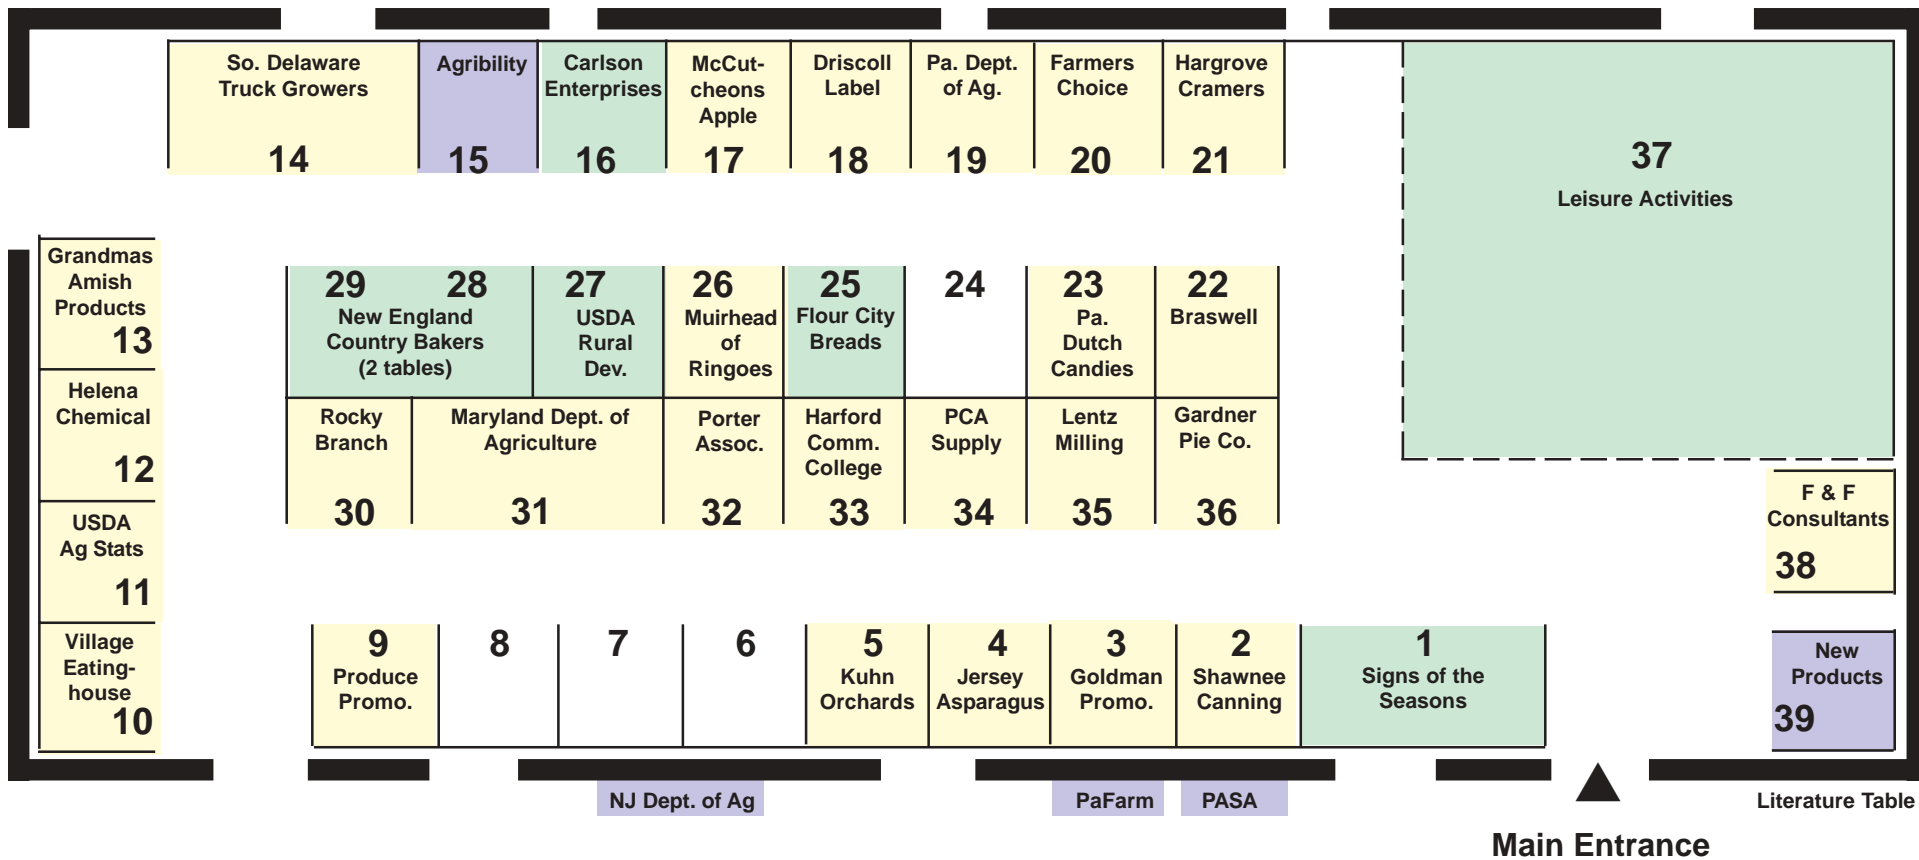 So. Delaware
Truck Growers
14
Agribility
15
Carlson
Enterprises
16
McCut-
cheons
Apple
17
Driscoll
Label
18
Pa. Dept.
of Ag.
19
Farmers
Choice
20
Hargrove
Cramers
21
37
Leisure Activities
Grandmas
Amish
Products
13
Helena
Chemical
12
USDA
Ag Stats
11
Village
Eating-
house
10
29 28
New England
Country Bakers
(2 tables)
27
USDA
Rural
Dev.
26
Muirhead
of
Ringoes
25
Flour City
Breads
24
23
Pa.
Dutch
Candies
22
Braswell
Rocky
Branch
30
Maryland Dept. of
Agriculture
31
Porter
Assoc.
32
Harford
Comm.
College
33
PCA
Supply
34
Lentz
Milling
35
Gardner
Pie Co.
36
F & F
Consultants
38
9
Produce
Promo.
8
7
6
5
Kuhn
Orchards
4
Jersey
Asparagus
3
Goldman
Promo.
2
Shawnee
Canning
1
Signs of the
Seasons
New
Products
39
NJ Dept. of Ag
PaFarm
PASA
Literature Table
Main Entrance